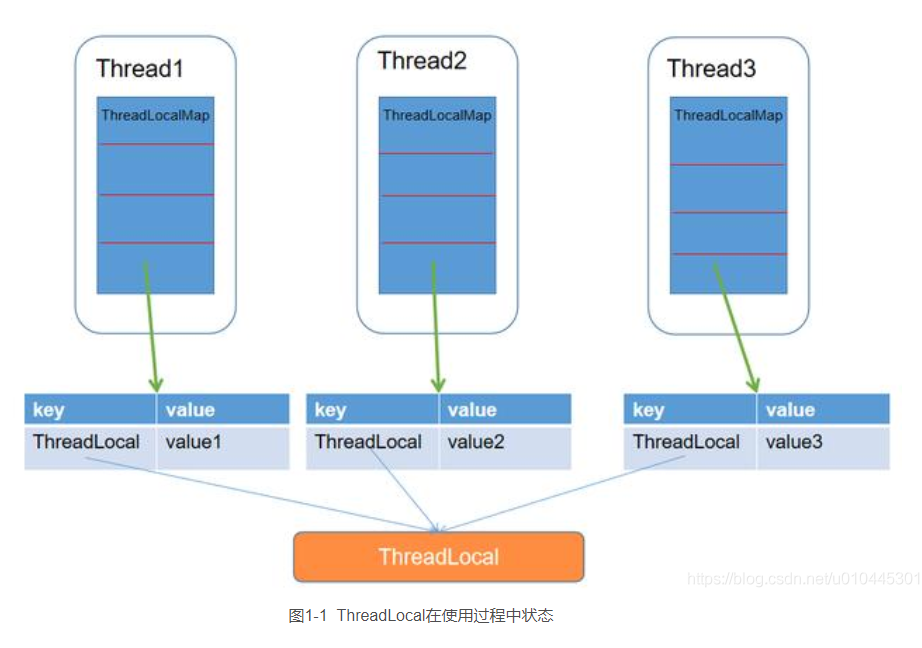 Thread1
Thread2
Thread3
ThreadLocalMap
ThreadLocalMap
ThreadLocalMap
key value
ThreadLocal value1
key value
ThreadLocal value2
key value
ThreadLocal value3
ThreadLocal
https://blog.csdn.net/u010445301
图1-1 ThreadLocal在使用过程中状态